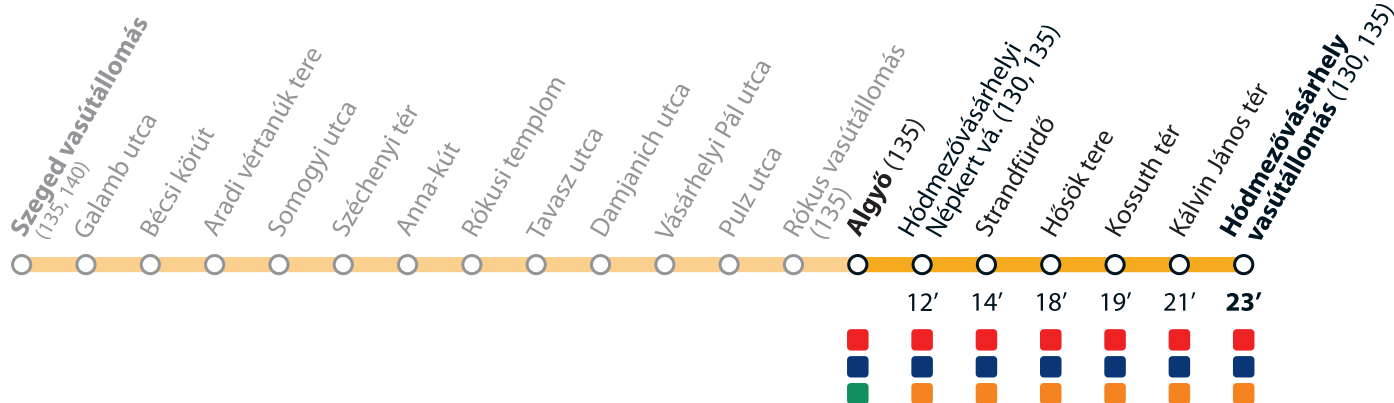 Szeged vasútállomás
(135, 140)
Galamb utca
Bécsi körút
Aradi vértanúk tere
Somogyi utca
Széchenyi tér
Anna-kút
Rókusi templom
Tavasz utca
Damjanich utca
Vásárhelyi Pál utca
Pulz utca
Rókus vasútállomás
(135)
Algyő (135)
Hódmezővásárhelyi
Népkert vá. (130, 135)
Strandfürdő
Hősök tere
Kossuth tér
Kálvin János tér
Hódmezővásárhely
vasútállomás (130, 135)
12′ 14′ 18′ 19′ 21′ 23′